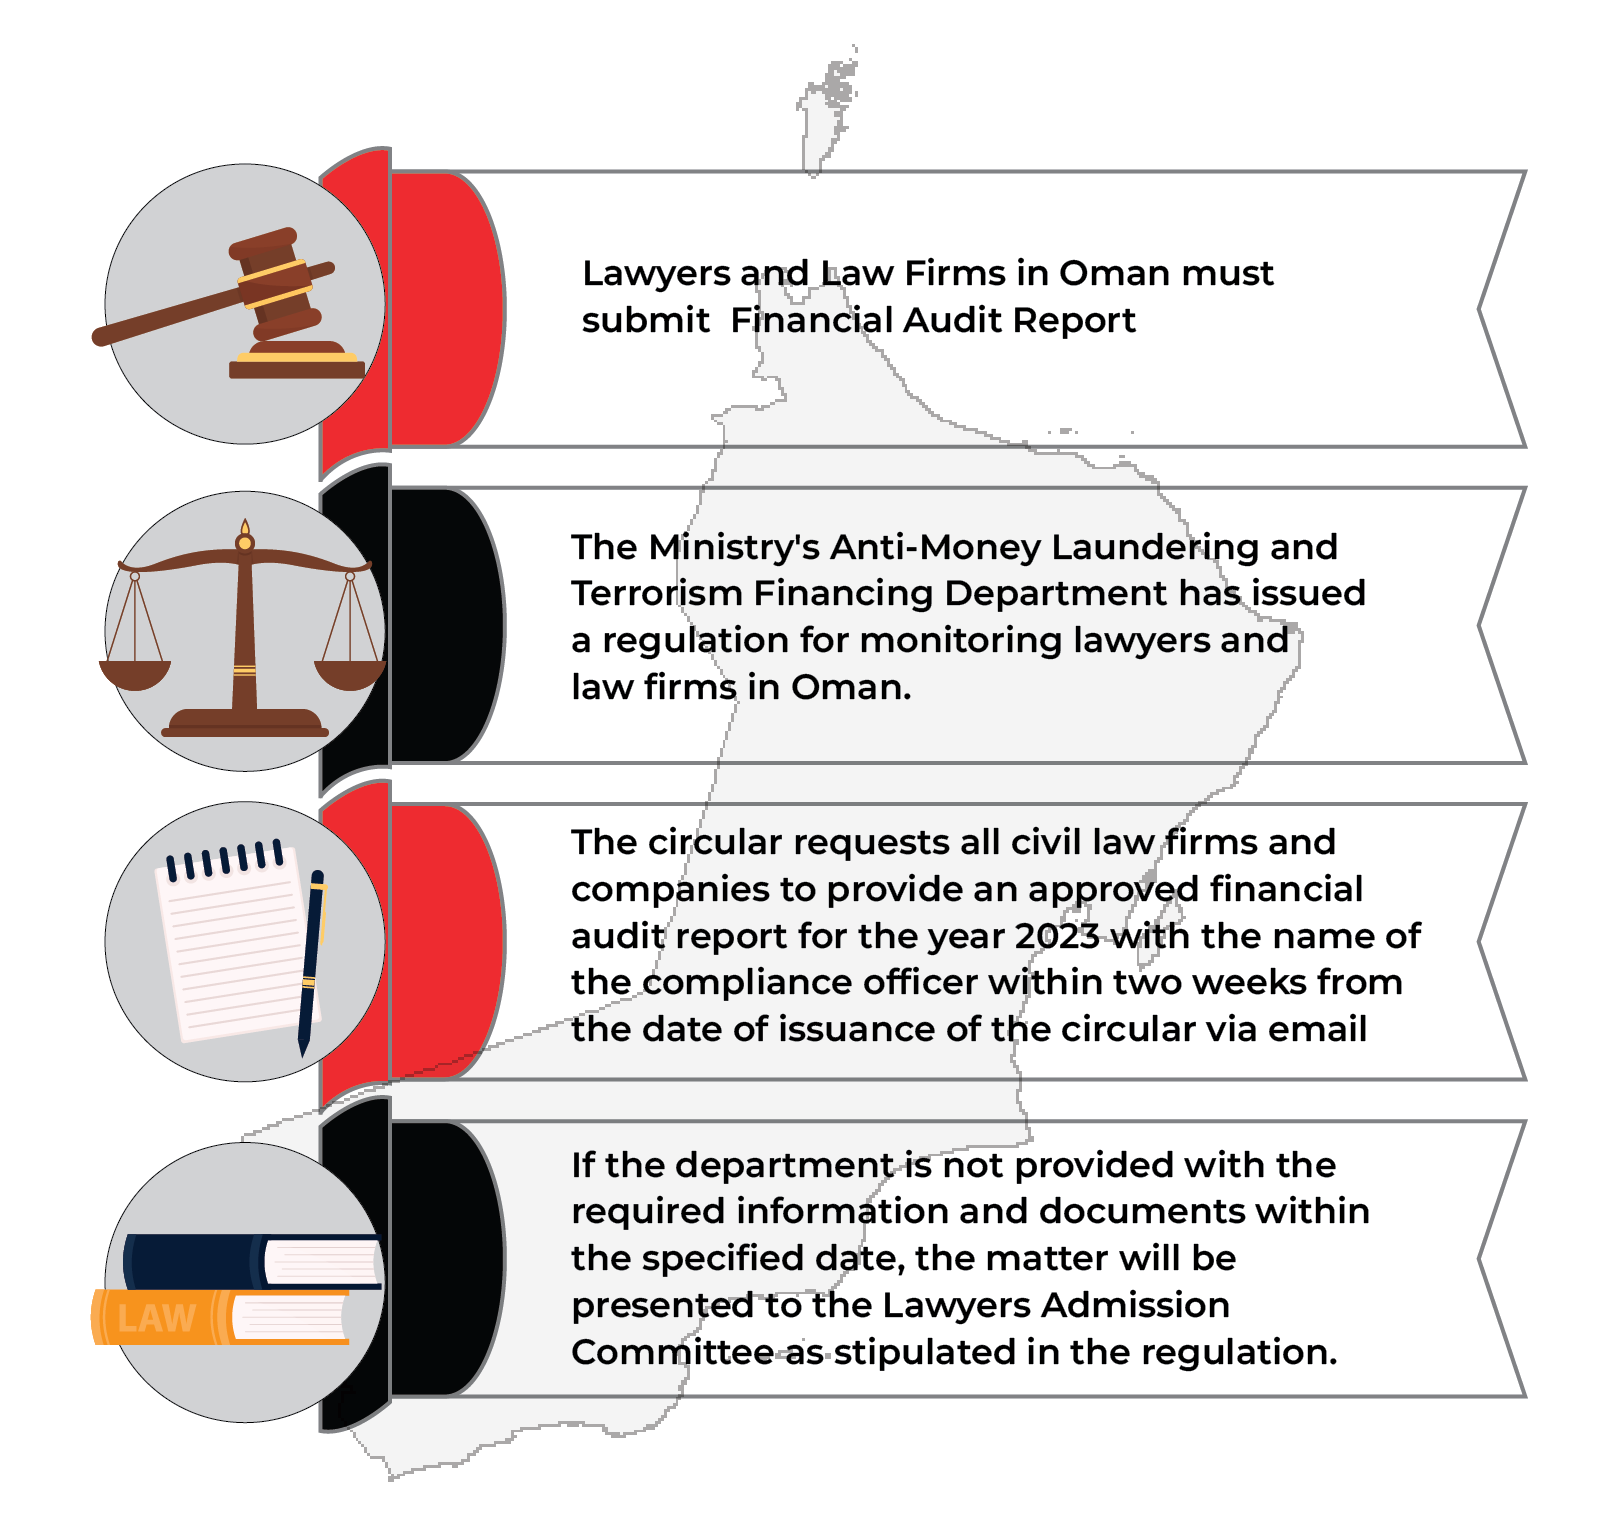 Lawyers and Law Firms in Oman must
submit  Financial Audit Report
The Ministry's Anti-Money Laundering and
Terrorism Financing Department has issued
a regulation for monitoring lawyers and
law firms in Oman.
The circular requests all civil law firms and
companies to provide an approved financial
audit report for the year 2023 with the name of
the compliance officer within two weeks from
the date of issuance of the circular via email
If the department is not provided with the
required information and documents within
the specified date, the matter will be
presented to the Lawyers Admission
Committee as stipulated in the regulation.
LAW